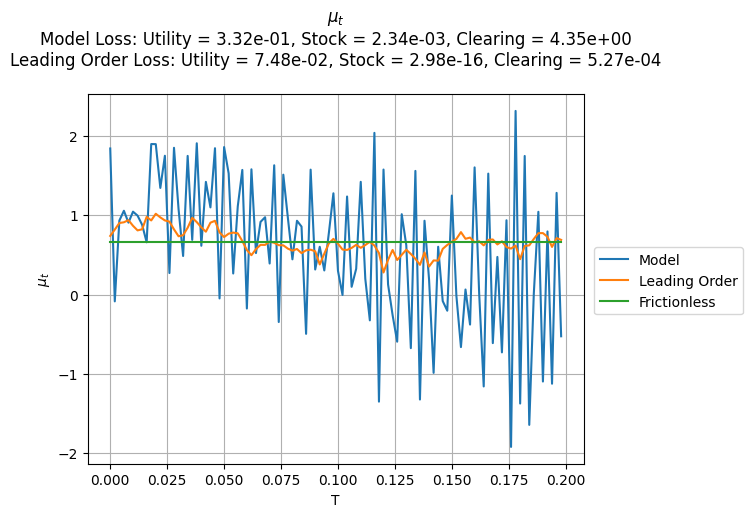 μt
Model Loss: Utility = 3.32e-01, Stock = 2.34e-03, Clearing = 4.35e+00
Leading Order Loss: Utility = 7.48e-02, Stock = 2.98e-16, Clearing = 5.27e-04
2
1
0
−1
−2
μt
0.000 0.025 0.050 0.075 0.100 0.125 0.150 0.175 0.200
T
Model
Leading Order
Frictionless